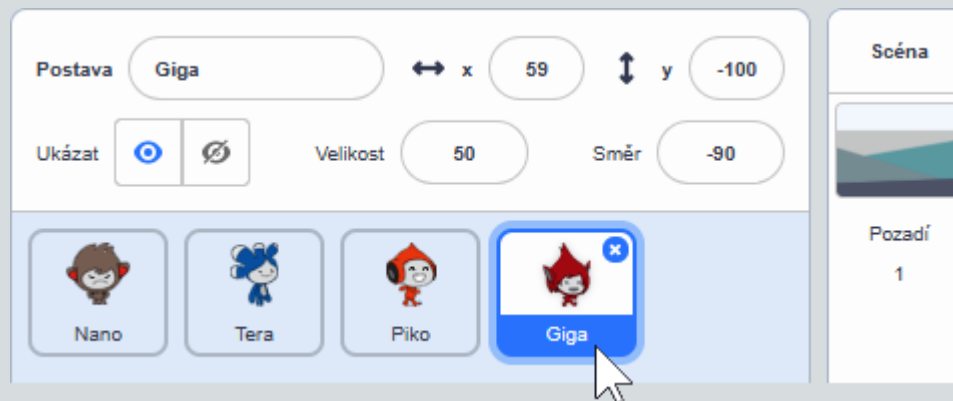 Postava Giga x 59 y -100 Scéna
Ukázat Velikost 50 Směr -90
Pozadí
1
Nano Tera Piko Giga